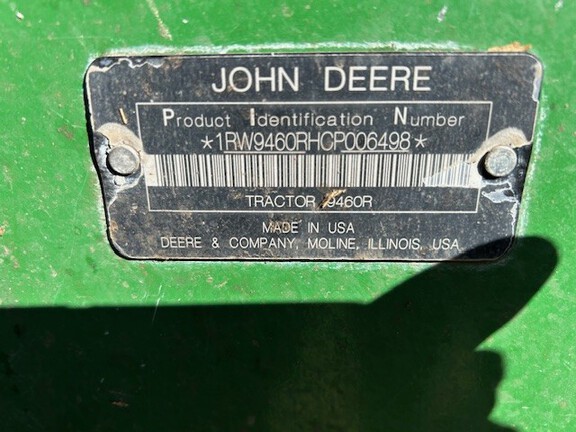 JOHN DEERE
Product Identification Number
*1RW9460RHCP006498*
TRACTOR 9460R
MADE IN USA
DEERE & COMPANY, MOLINE, ILLINOIS, USA